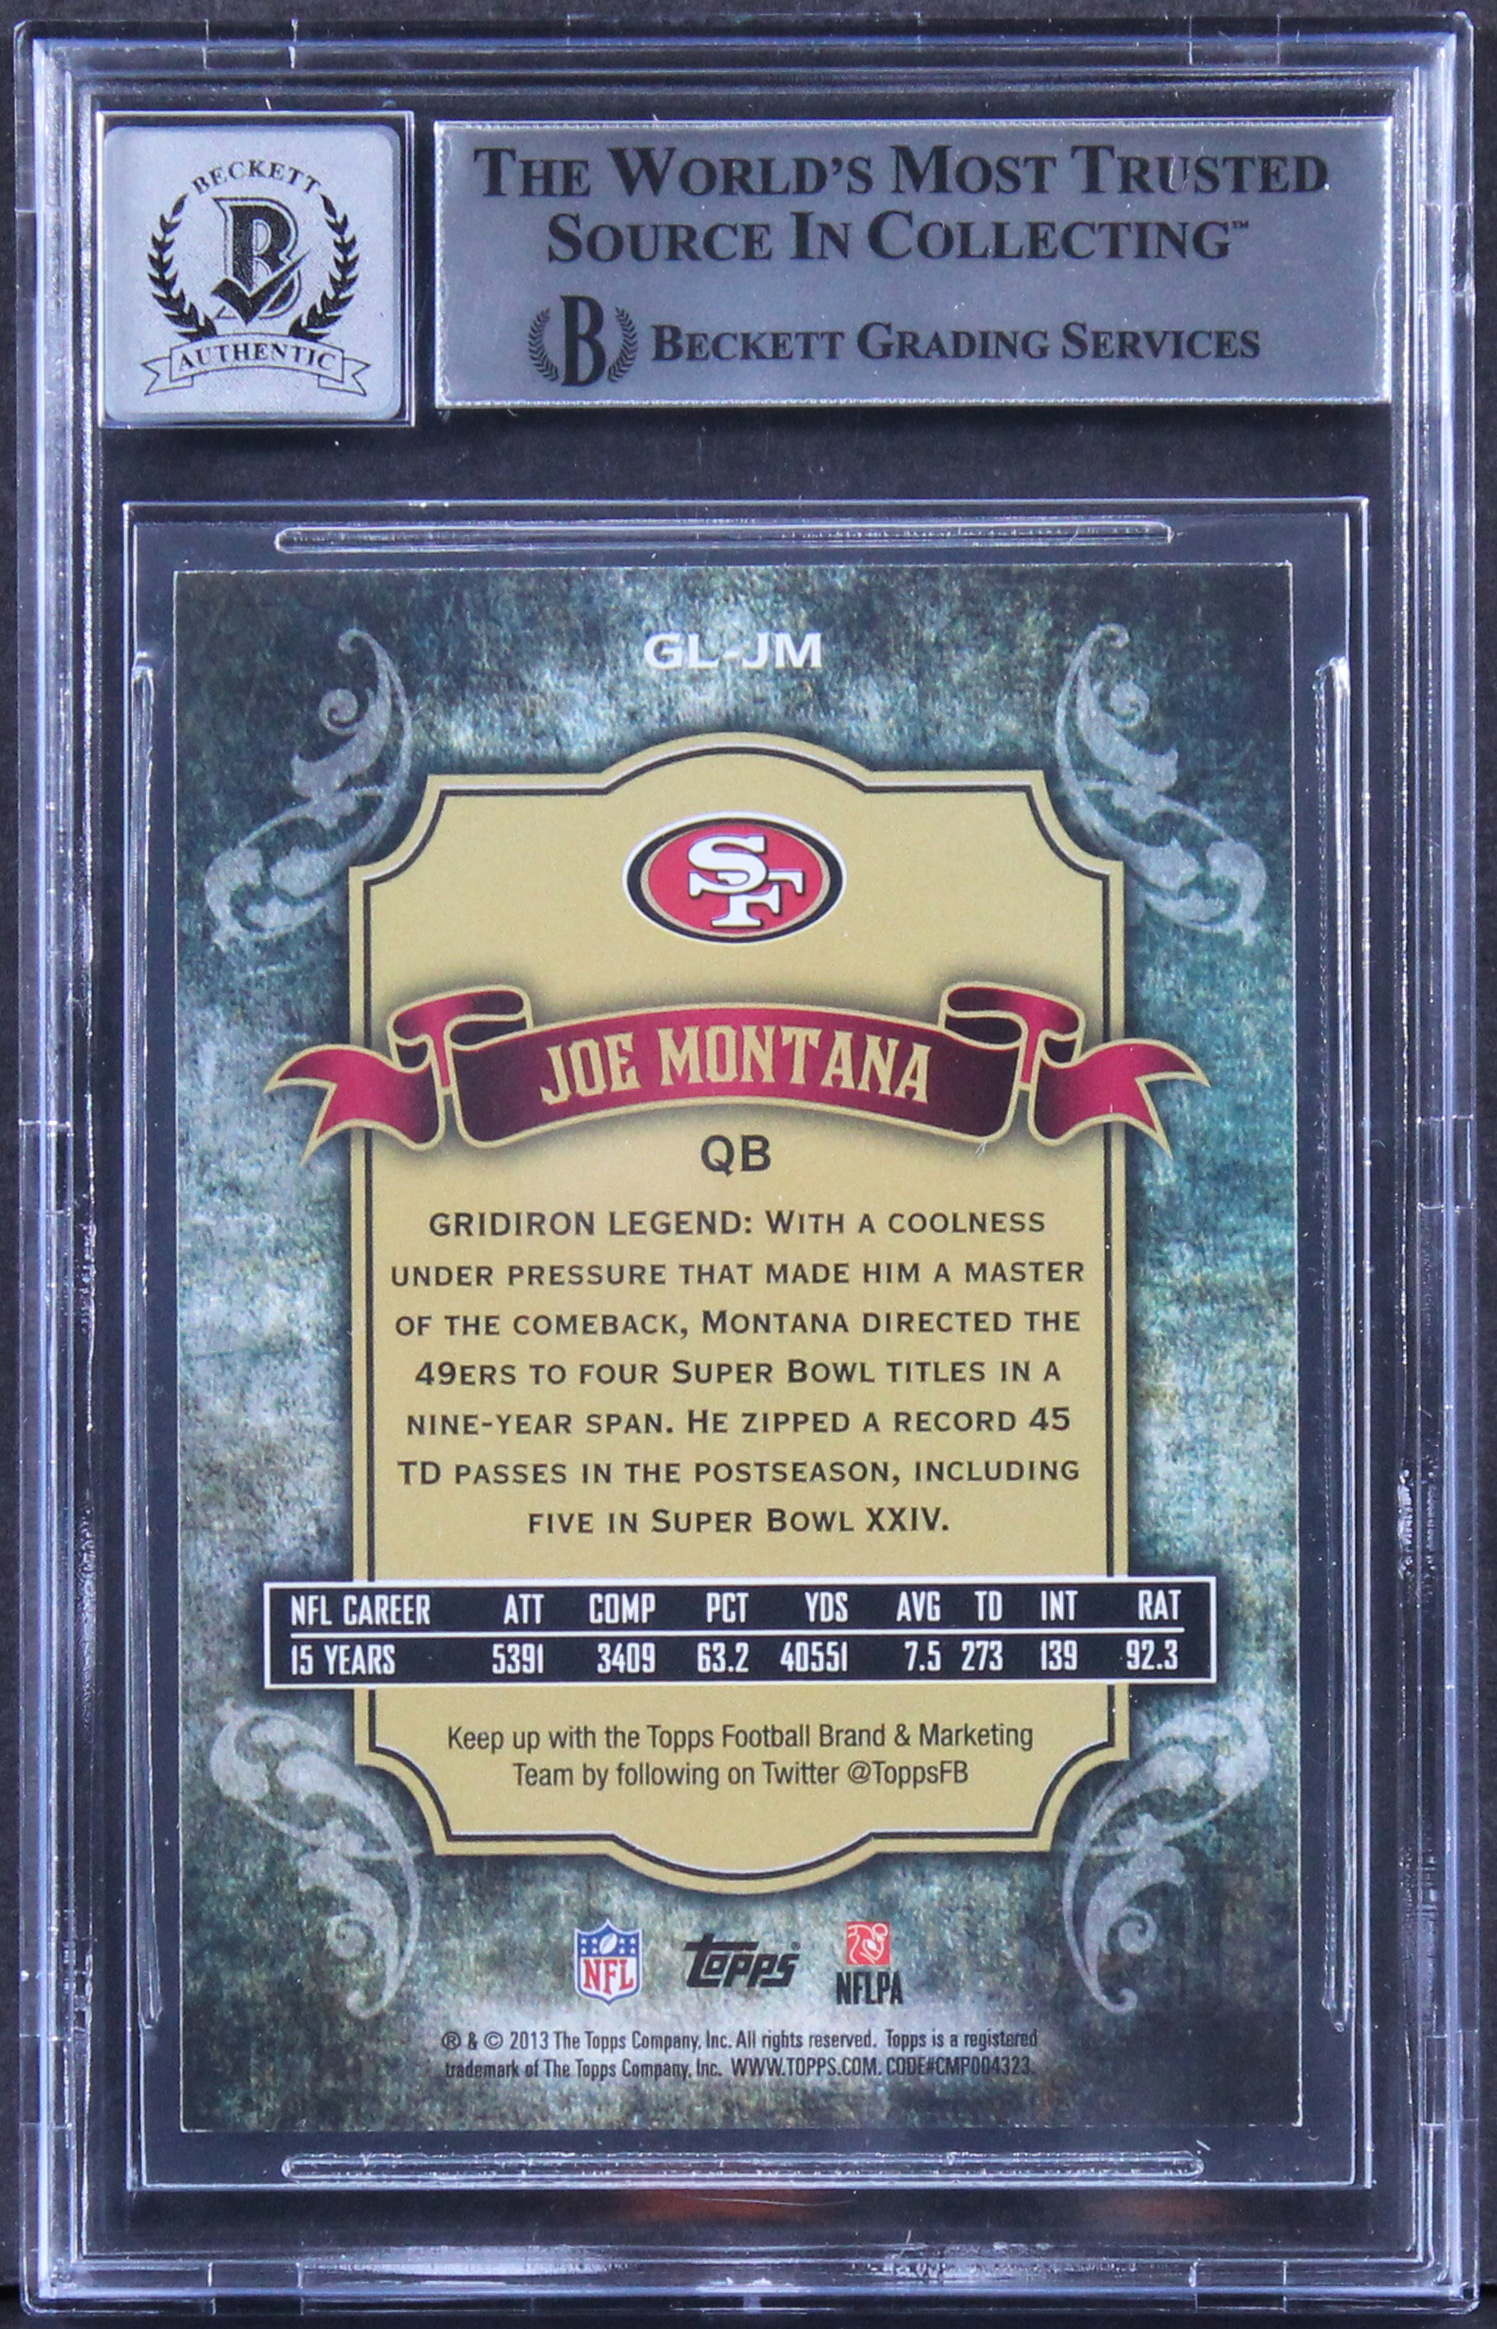 BECKETT
B
AUTHENTIC
THE WORLD'S MOST TRUSTED
SOURCE IN COLLECTING™
B BECKETT GRADING SERVICES
GL-JM
SF
JOE MONTANA
QB
GRIDIRON LEGEND: WITH A COOLNESS
UNDER PRESSURE THAT MADE HIM A MASTER
OF THE COMEBACK, MONTANA DIRECTED THE
49ERS TO FOUR SUPER BOWL TITLES IN A
NINE-YEAR SPAN. HE ZIPPED A RECORD 45
TD PASSES IN THE POSTSEASON, INCLUDING
FIVE IN SUPER BOWL XXIV.
NFL CAREER ATT COMP PCT YDS AVG TD INT RAT
15 YEARS 5391 3409 63.2 40551 7.5 273 139 92.3
Keep up with the Topps Football Brand & Marketing
Team by following on Twitter @ToppsFB
NFL Topps® NFLPA
® & © 2013 The Topps Company, Inc. All rights reserved. Topps is a registered
trademark of The Topps Company, Inc. WWW.TOPPS.COM. CODE#CMP004323.